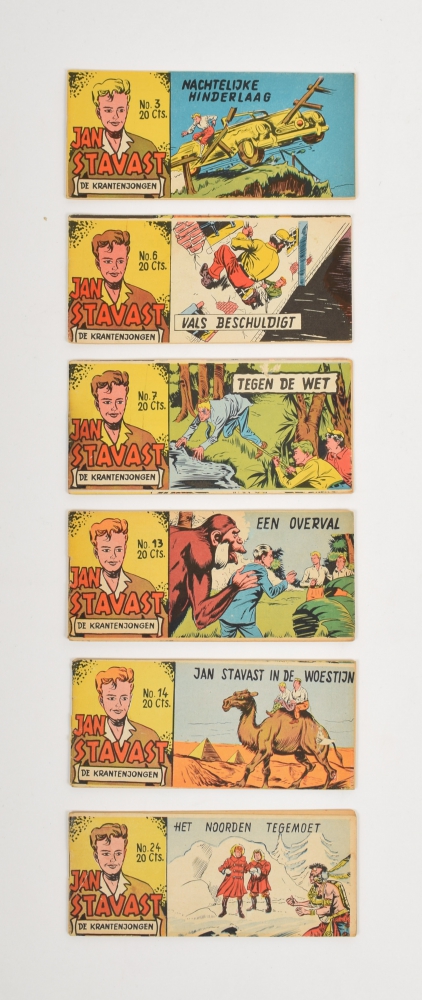 No. 3
20 CTS.
JAN
STAVAST
DE KRANTENJONGEN
NACHTELIJKE
HINDERLAAG
No. 6
20 CTS.
JAN
STAVAST
DE KRANTENJONGEN
VALS BESCHULDIGT
No. 7
20 CTS.
JAN
STAVAST
DE KRANTENJONGEN
TEGEN DE WET
No. 13
20 CTS.
JAN
STAVAST
DE KRANTENJONGEN
EEN OVERVAL
No. 14
20 CTS.
JAN
STAVAST
DE KRANTENJONGEN
JAN STAVAST IN DE WOESTIJN
No. 24
20 CTS.
JAN
STAVAST
DE KRANTENJONGEN
HET NOORDEN TEGEMOET